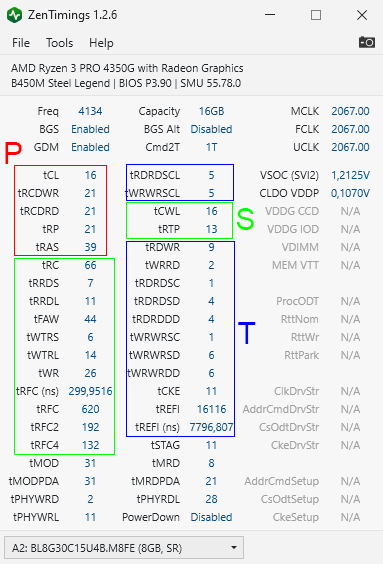 ZenTimings 1.2.6
File Tools Help
AMD Ryzen 3 PRO 4350G with Radeon Graphics
B450M Steel Legend | BIOS P3.90 | SMU 55.78.0
Freq 4134 Capacity 16GB MCLK 2067.00
BGS Enabled BGS Alt Disabled FCLK 2067.00
GDM Enabled Cmd2T 1T UCLK 2067.00
P
tCL 16 tRDRDSCL 5 VSOC (SVI2) 1,2125V
tRCDWR 21 tWRWRSCL 5 CLDO VDDP 0,1070V
tRCDRD 21 tCWL 16 S VDDG CCD N/A
tRP 21 tRTP 13 VDDG IOD N/A
tRAS 39 tRDWR 9 VDIMM N/A
tRC 66 tWRRD 2 MEM VTT N/A
tRRDS 7 tRDRDSC 1
tRRDL 11 tRDRDSD 4 ProcODT N/A
tFAW 44 tRDRDDD 4 RttNom N/A
tWTRS 6 tWRWRSC 1 T RttWr N/A
tWTRL 14 tWRWRSD 6 RttPark N/A
tWR 26 tWRWRDD 6
tRFC (ns) 299,9516 tCKE 11 ClkDrvStr N/A
tRFC 620 tREFI 16116 AddrCmdDrvStr N/A
tRFC2 192 tREFI (ns) 7796,807 CsOdtDrvStr N/A
tRFC4 132 tSTAG 11 CkeDrvStr N/A
tMOD 31 tMRD 8
tMODPDA 31 tMRDPDA 21 AddrCmdSetup N/A
tPHYWRD 2 tPHYRDL 28 CsOdtSetup N/A
tPHYWRL 11 PowerDown Disabled CkeSetup N/A
A2: BL8G30C15U4B.M8FE (8GB, SR)